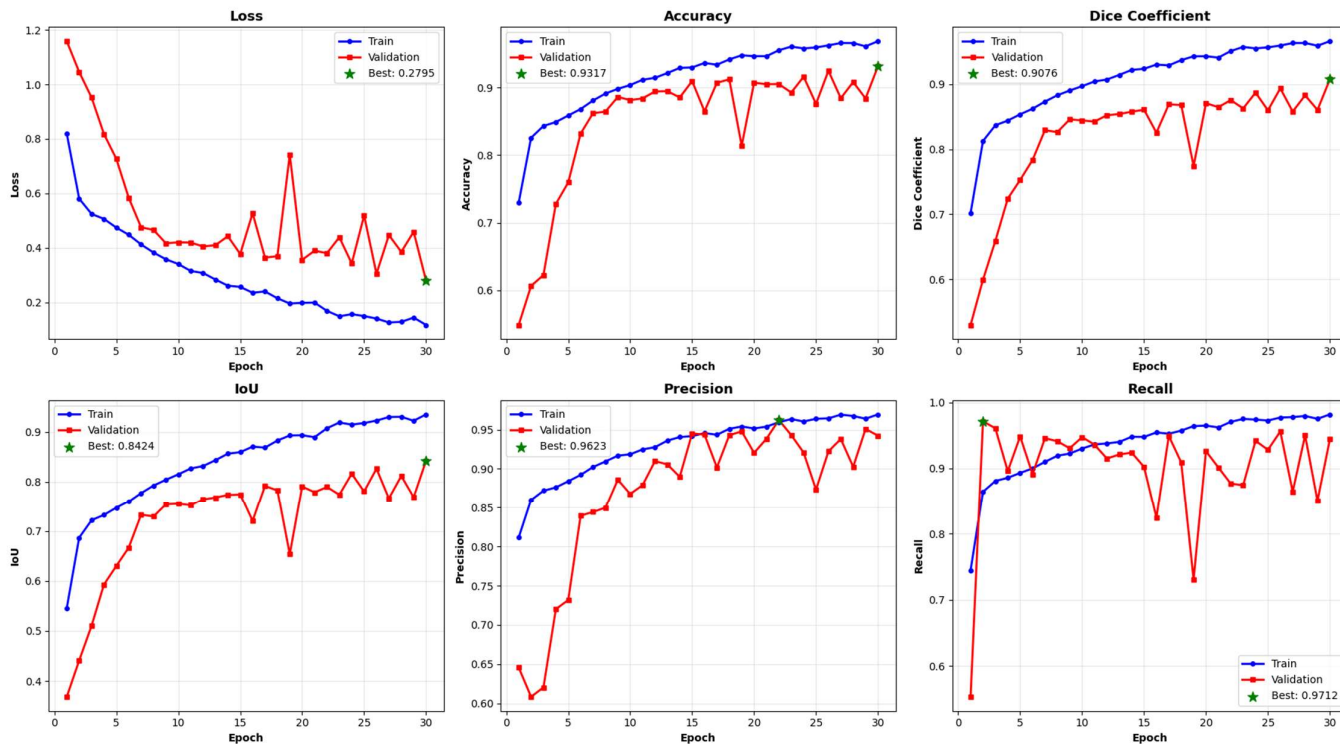 Loss
Train
Validation
Best: 0.2795
1.2
1.0
0.8
0.6
0.4
0.2
Loss
0
5
10
15
20
25
30
Epoch
Accuracy
Train
Validation
Best: 0.9317
0.9
0.8
0.7
0.6
Accuracy
0
5
10
15
20
25
30
Epoch
Dice Coefficient
Train
Validation
Best: 0.9076
0.9
0.8
0.7
0.6
Dice Coefficient
0
5
10
15
20
25
30
Epoch
IoU
Train
Validation
Best: 0.8424
0.9
0.8
0.7
0.6
0.5
0.4
IoU
0
5
10
15
20
25
30
Epoch
Precision
Train
Validation
Best: 0.9623
0.95
0.90
0.85
0.80
0.75
0.70
0.65
0.60
Precision
0
5
10
15
20
25
30
Epoch
Recall
1.0
0.9
0.8
0.7
0.6
Recall
Train
Validation
Best: 0.9712
0
5
10
15
20
25
30
Epoch